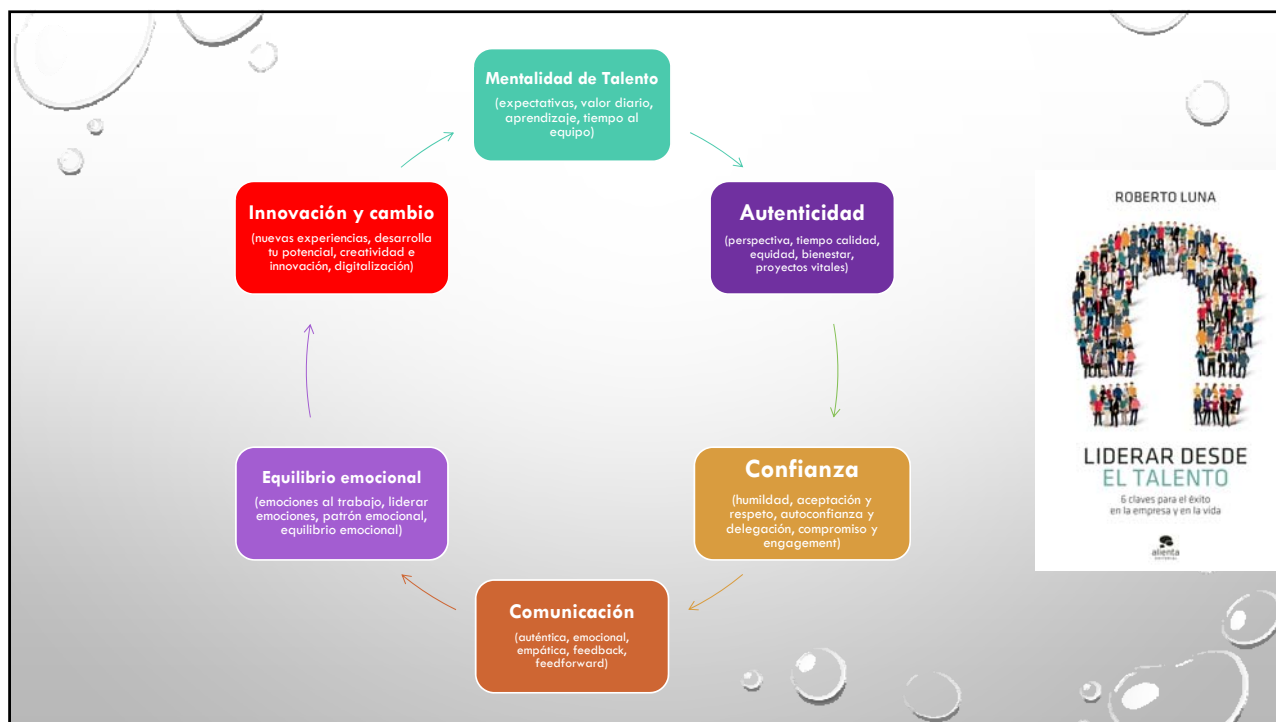 Mentalidad de Talento
(expectativas, valor diario,
aprendizaje, tiempo al
equipo)
Autenticidad
(perspectiva, tiempo calidad,
equidad, bienestar,
proyectos vitales)
Confianza
(humildad, aceptación y
respeto, autoconfianza y
delegación, compromiso y
engagement)
Comunicación
(auténtica, emocional,
empática, feedback,
feedforward)
Equilibrio emocional
(emociones al trabajo, liderar
emociones, patrón emocional,
equilibrio emocional)
Innovación y cambio
(nuevas experiencias, desarrolla
tu potencial, creatividad e
innovación, digitalización)
ROBERTO LUNA
LIDERAR DESDE
EL TALENTO
6 claves para el éxito
en la empresa y en la vida
alienta
EDITORIAL